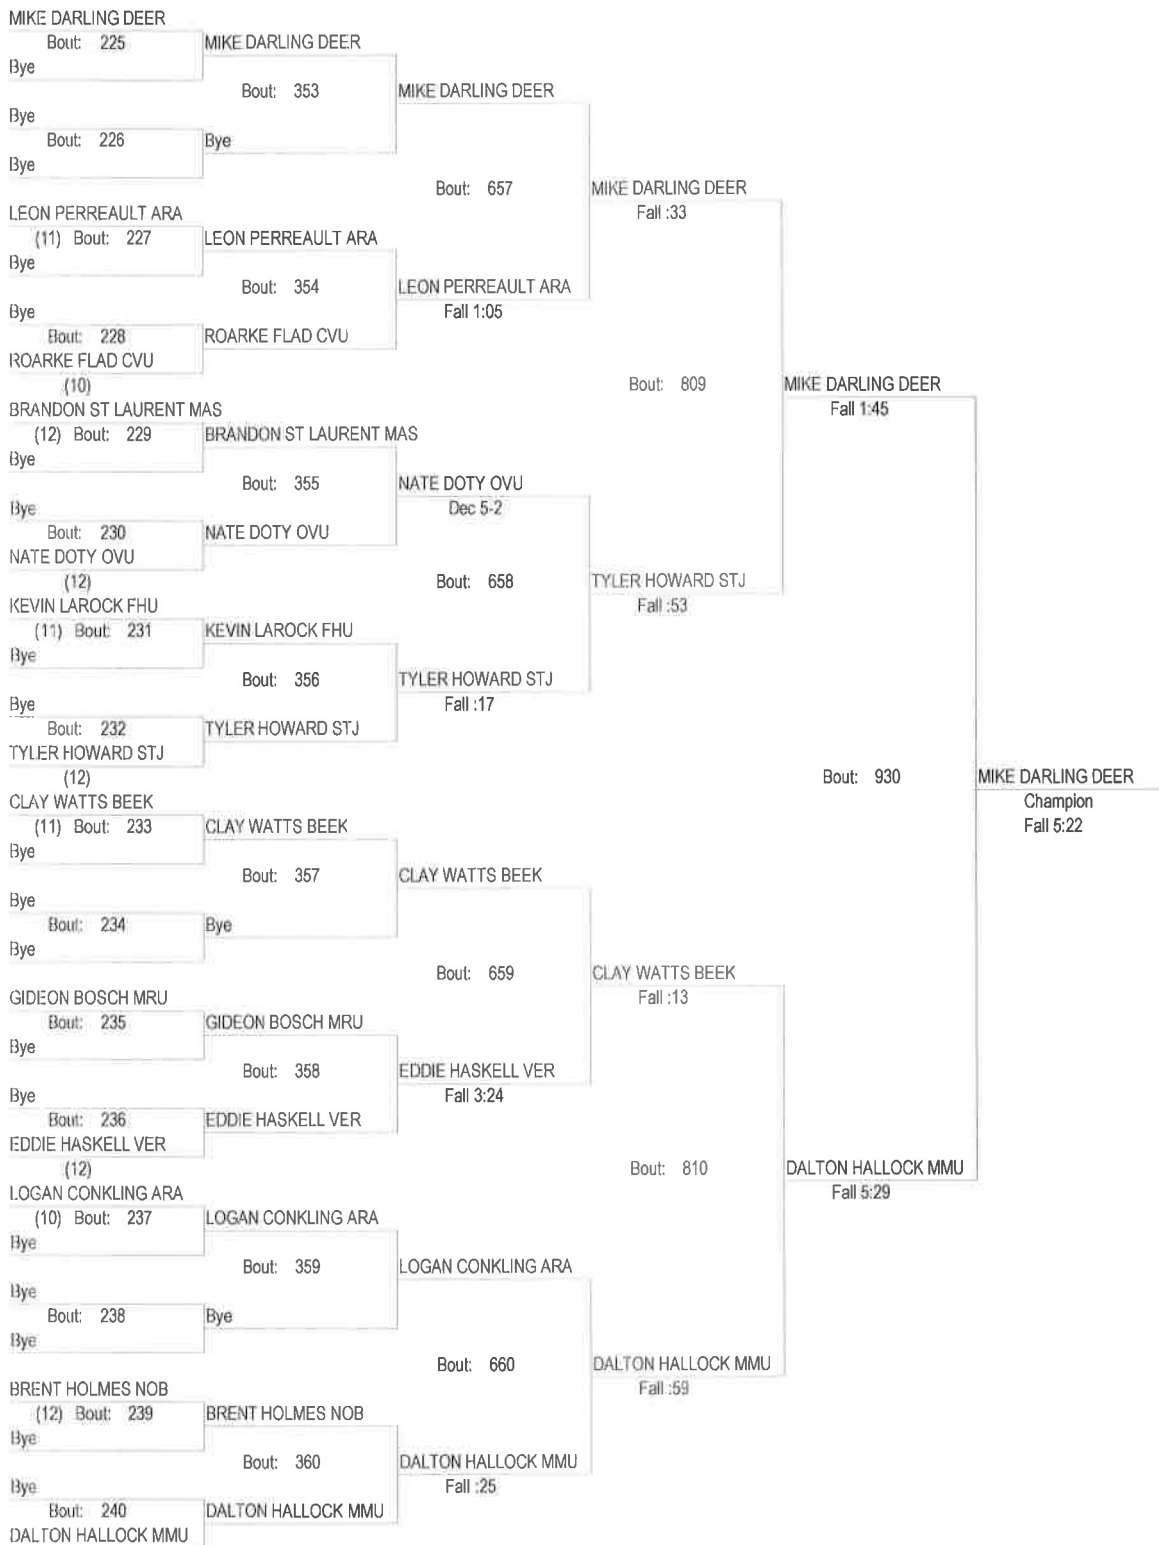 MIKE DARLING DEER
Bout: 225
Bye
MIKE DARLING DEER
Bout: 353
Bye
Bout: 226
Bye
Bye
MIKE DARLING DEER
Bout: 657
LEON PERREAULT ARA
(11) Bout: 227
Bye
LEON PERREAULT ARA
Bout: 354
Bye
Bout: 228
ROARKE FLAD CVU
(10)
ROARKE FLAD CVU
LEON PERREAULT ARA
Fall 1:05
MIKE DARLING DEER
Fall :33
Bout: 809
BRANDON ST LAURENT MAS
(12) Bout: 229
Bye
BRANDON ST LAURENT MAS
Bout: 355
Bye
Bout: 230
NATE DOTY OVU
(12)
NATE DOTY OVU
NATE DOTY OVU
Dec 5-2
Bout: 658
KEVIN LAROCK FHU
(11) Bout: 231
Bye
KEVIN LAROCK FHU
Bout: 356
Bye
Bout: 232
TYLER HOWARD STJ
(12)
TYLER HOWARD STJ
TYLER HOWARD STJ
Fall :17
TYLER HOWARD STJ
Fall :53
MIKE DARLING DEER
Fall 1:45
Bout: 930
MIKE DARLING DEER
Champion
Fall 5:22
CLAY WATTS BEEK
(11) Bout: 233
Bye
CLAY WATTS BEEK
Bout: 357
Bye
Bout: 234
Bye
Bye
CLAY WATTS BEEK
Bout: 659
GIDEON BOSCH MRU
Bout: 235
Bye
GIDEON BOSCH MRU
Bout: 358
Bye
Bout: 236
EDDIE HASKELL VER
(12)
EDDIE HASKELL VER
EDDIE HASKELL VER
Fall 3:24
CLAY WATTS BEEK
Fall :13
Bout: 810
LOGAN CONKLING ARA
(10) Bout: 237
Bye
LOGAN CONKLING ARA
Bout: 359
Bye
Bout: 238
Bye
Bye
LOGAN CONKLING ARA
Bout: 660
BRENT HOLMES NOB
(12) Bout: 239
Bye
BRENT HOLMES NOB
Bout: 360
Bye
Bout: 240
DALTON HALLOCK MMU
DALTON HALLOCK MMU
DALTON HALLOCK MMU
Fall :25
DALTON HALLOCK MMU
Fall :59
DALTON HALLOCK MMU
Fall 5:29